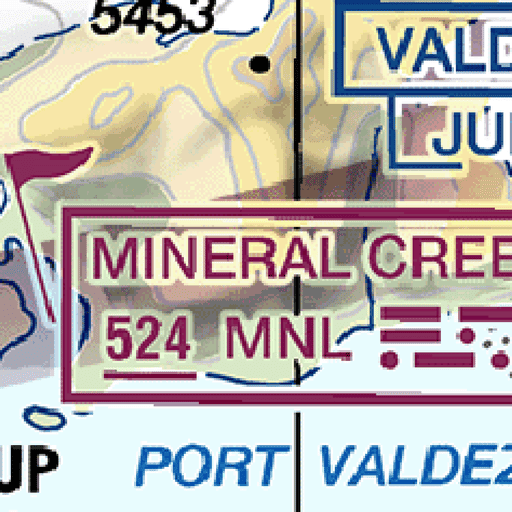 5453
VALD
JU
MINERAL CREE
524 MNL
UP
PORT VALDEZ